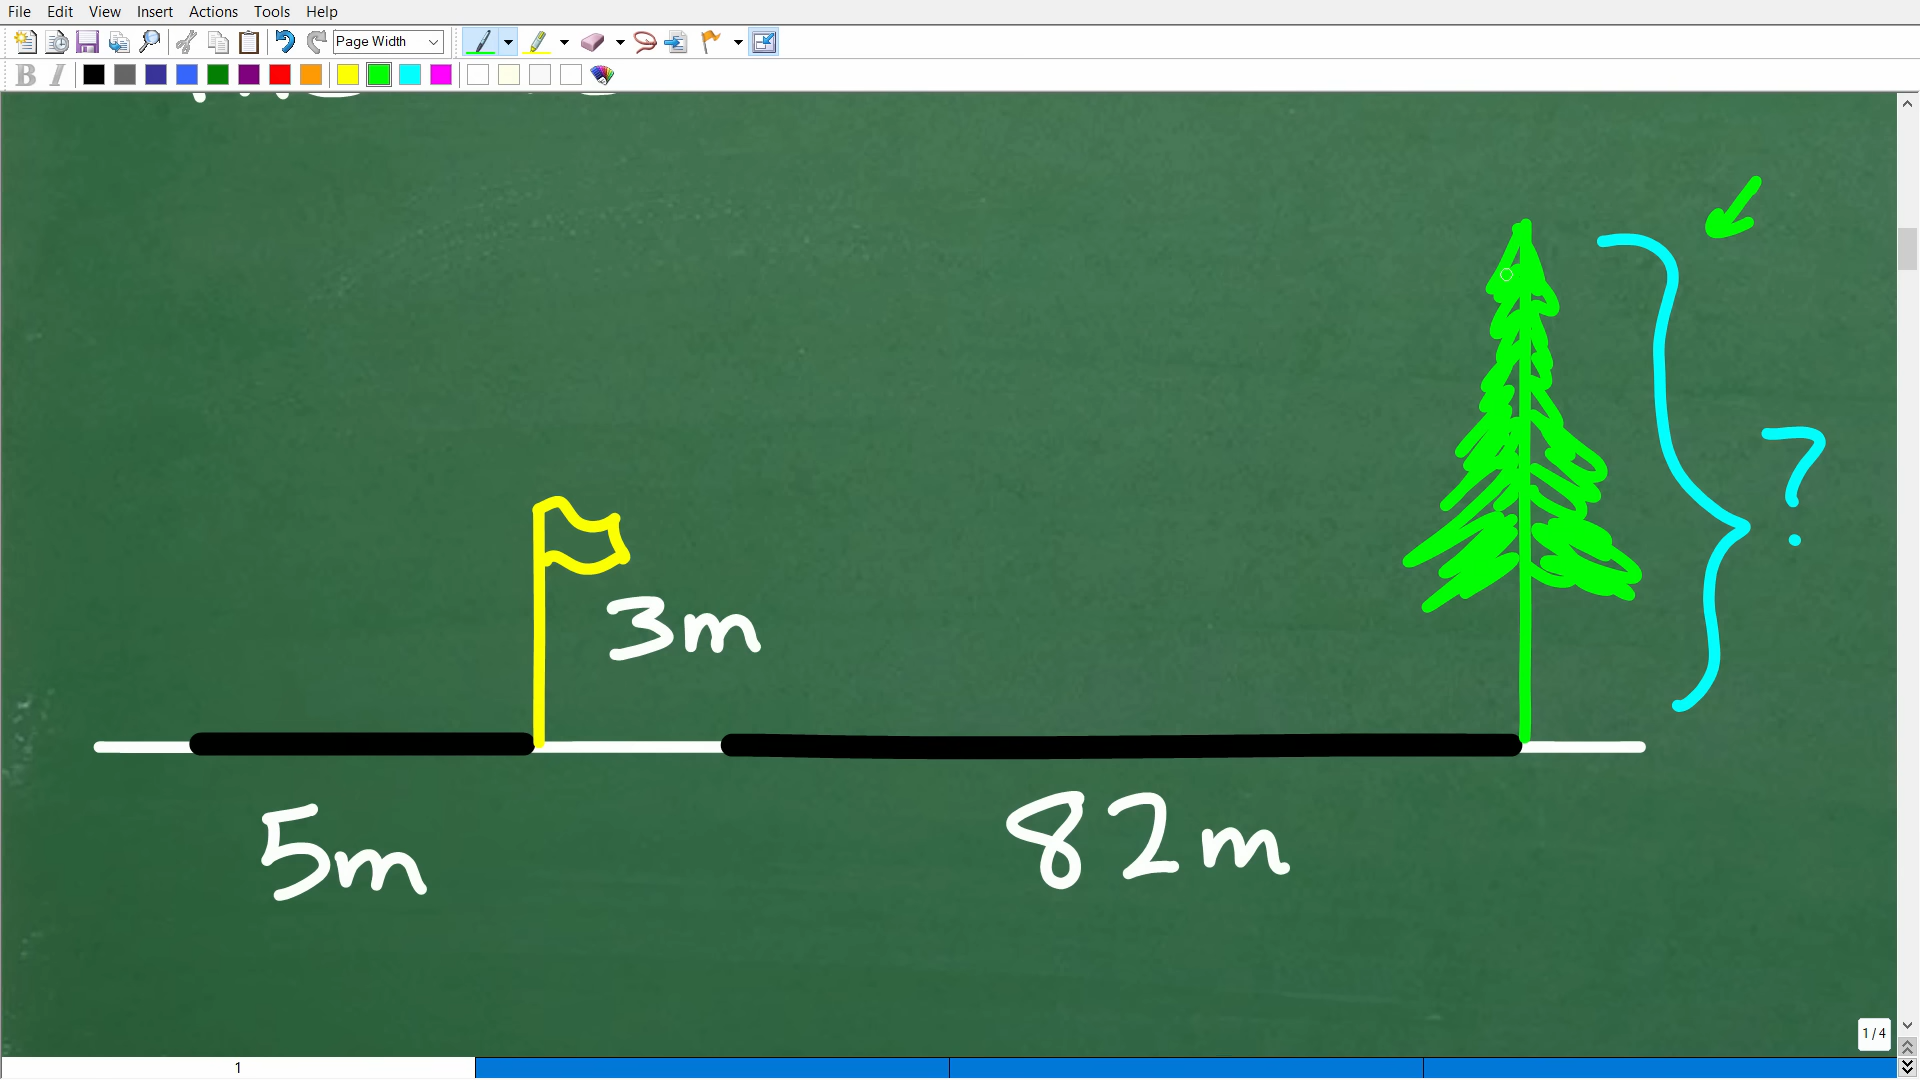 File Edit View Insert Actions Tools Help
Page Width
B I
?
3m
5m
82m
1 / 4
1